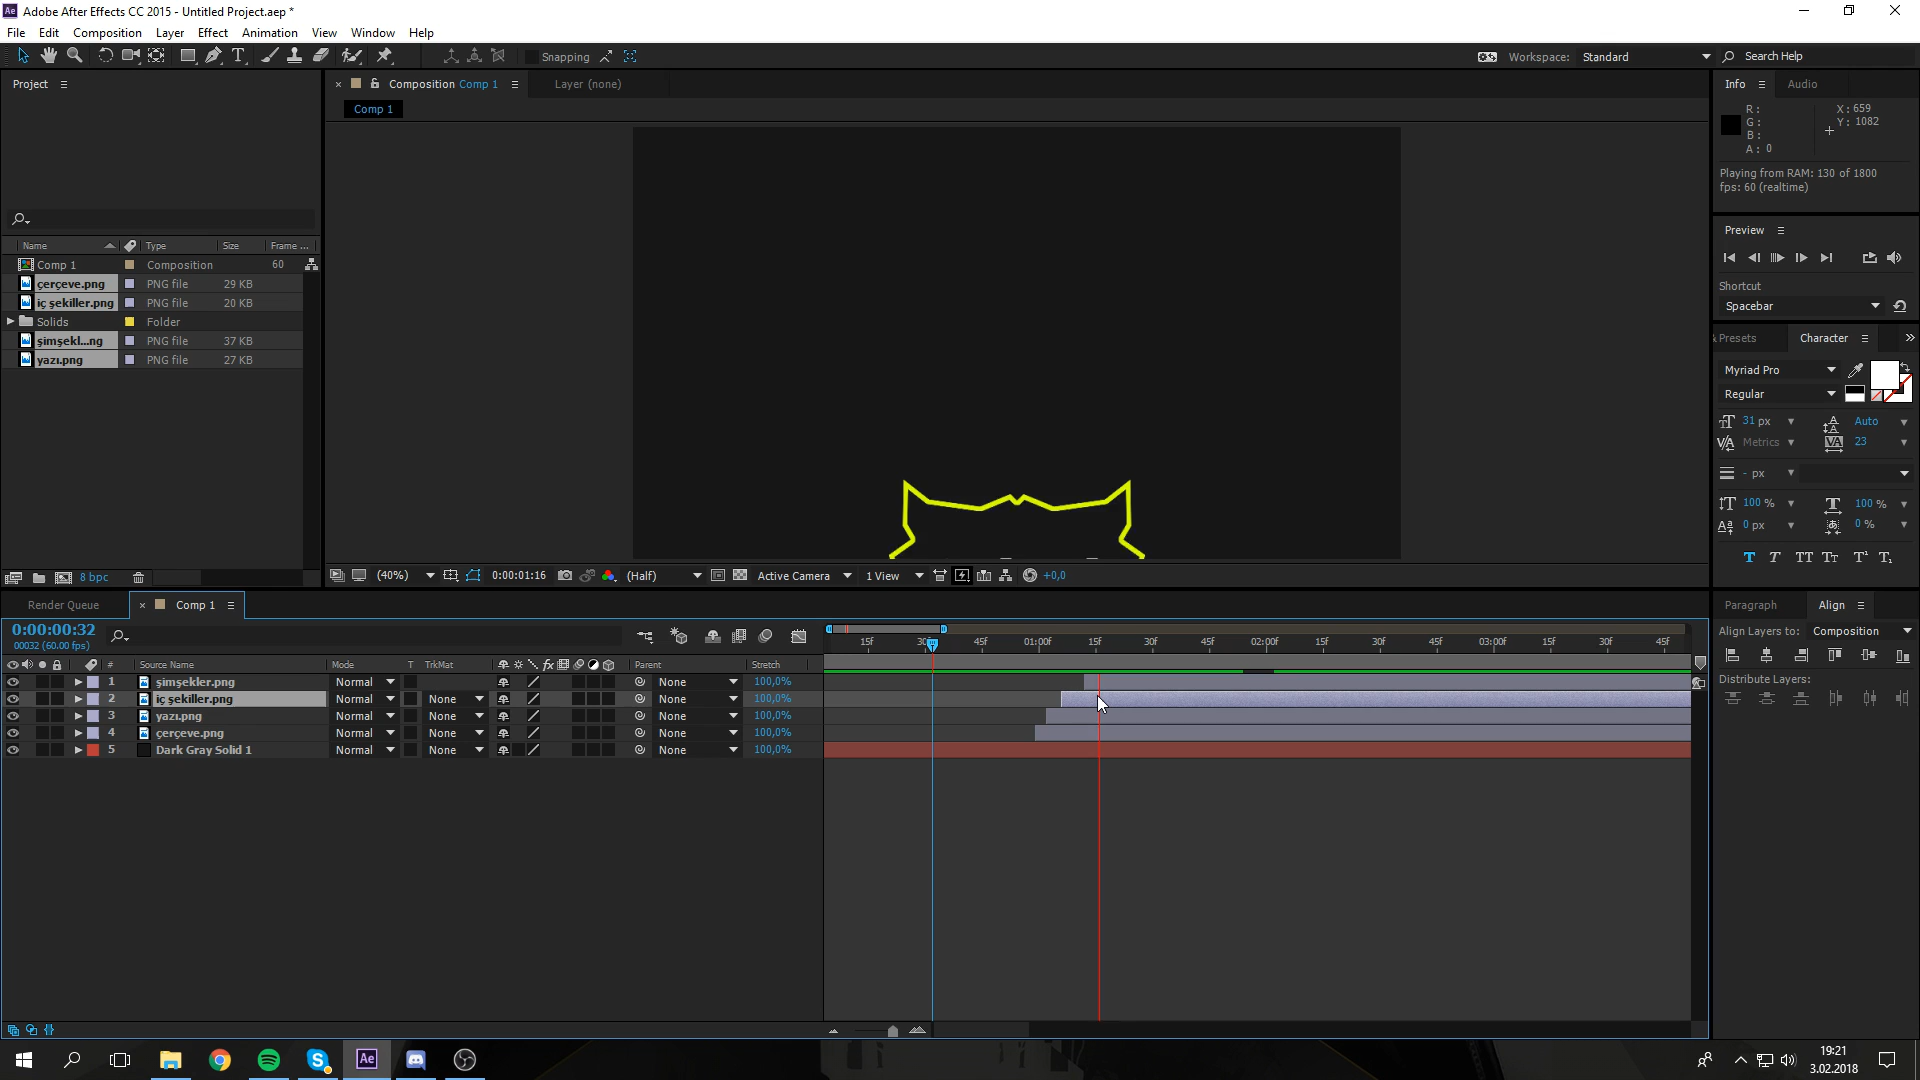 Adobe After Effects CC 2015 - Untitled Project.aep *
File Edit Composition Layer Effect Animation View Window Help
Snapping
Workspace: Standard
Search Help
Project
Composition Comp 1
Layer (none)
Comp 1
Name Type Size Frame ...
Comp 1 Composition 60
çerçeve.png PNG file 29 KB
iç şekiller.png PNG file 20 KB
Solids Folder
şimşekl...ng PNG file 37 KB
yazı.png PNG file 27 KB
8 bpc
(40%) 0:00:01:16 (Half) Active Camera 1 View +0,0
Info Audio
R: X: 659
G: Y: 1082
B:
A: 0
Playing from RAM: 130 of 1800
fps: 60 (realtime)
Preview
Shortcut
Spacebar
& Presets Character
Myriad Pro
Regular
31 px Auto
Metrics 23
- px
100 % 100 %
0 px 0 %
T T TT Tt T¹ T₁
Render Queue
Comp 1
0:00:00:32
00032 (60.00 fps)
# Source Name Mode T TrkMat fx Parent Stretch
15f 30f 45f 01:00f 15f 30f 45f 02:00f 15f 30f 45f 03:00f 15f 30f 45f
1 şimşekler.png Normal None 100,0%
2 iç şekiller.png Normal None None 100,0%
3 yazı.png Normal None None 100,0%
4 çerçeve.png Normal None None 100,0%
5 Dark Gray Solid 1 Normal None None 100,0%
Paragraph Align
Align Layers to: Composition
Distribute Layers:
19:21
3.02.2018